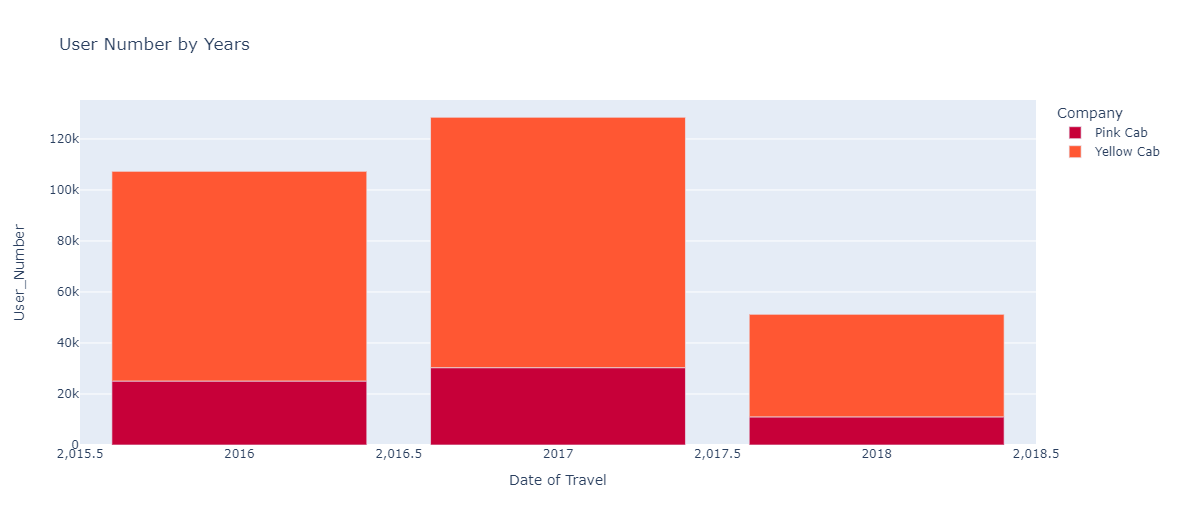 User Number by Years
Company
Pink Cab
Yellow Cab
User_Number
120k
100k
80k
60k
40k
20k
0
2,015.5
2016
2,016.5
2017
2,017.5
2018
2,018.5
Date of Travel